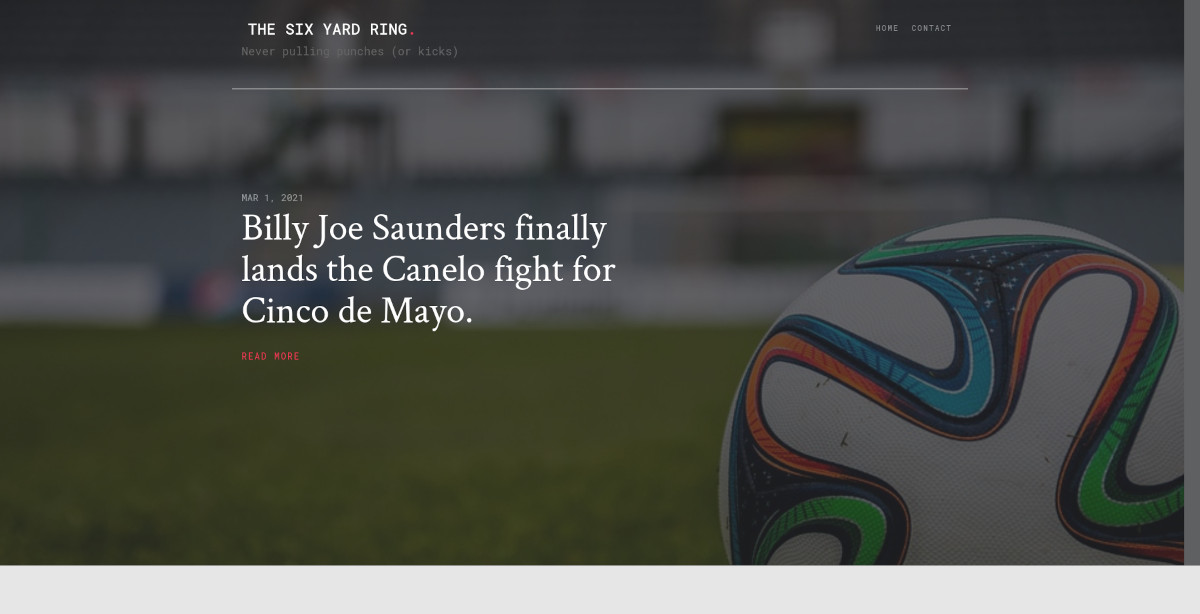 THE SIX YARD RING.
Never pulling punches (or kicks)
HOME CONTACT
MAR 1, 2021
Billy Joe Saunders finally
lands the Canelo fight for
Cinco de Mayo.
READ MORE